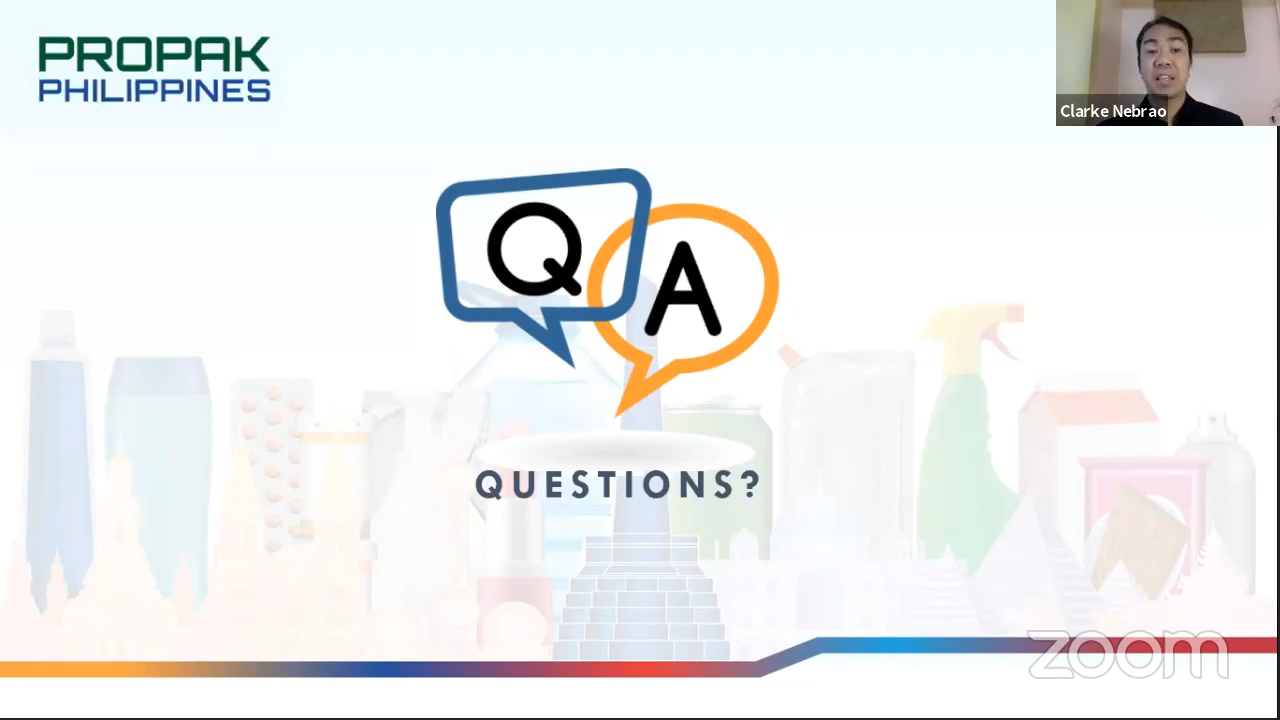 PROPAK
PHILIPPINES
Clarke Nebrao
Q
A
QUESTIONS?
zoom